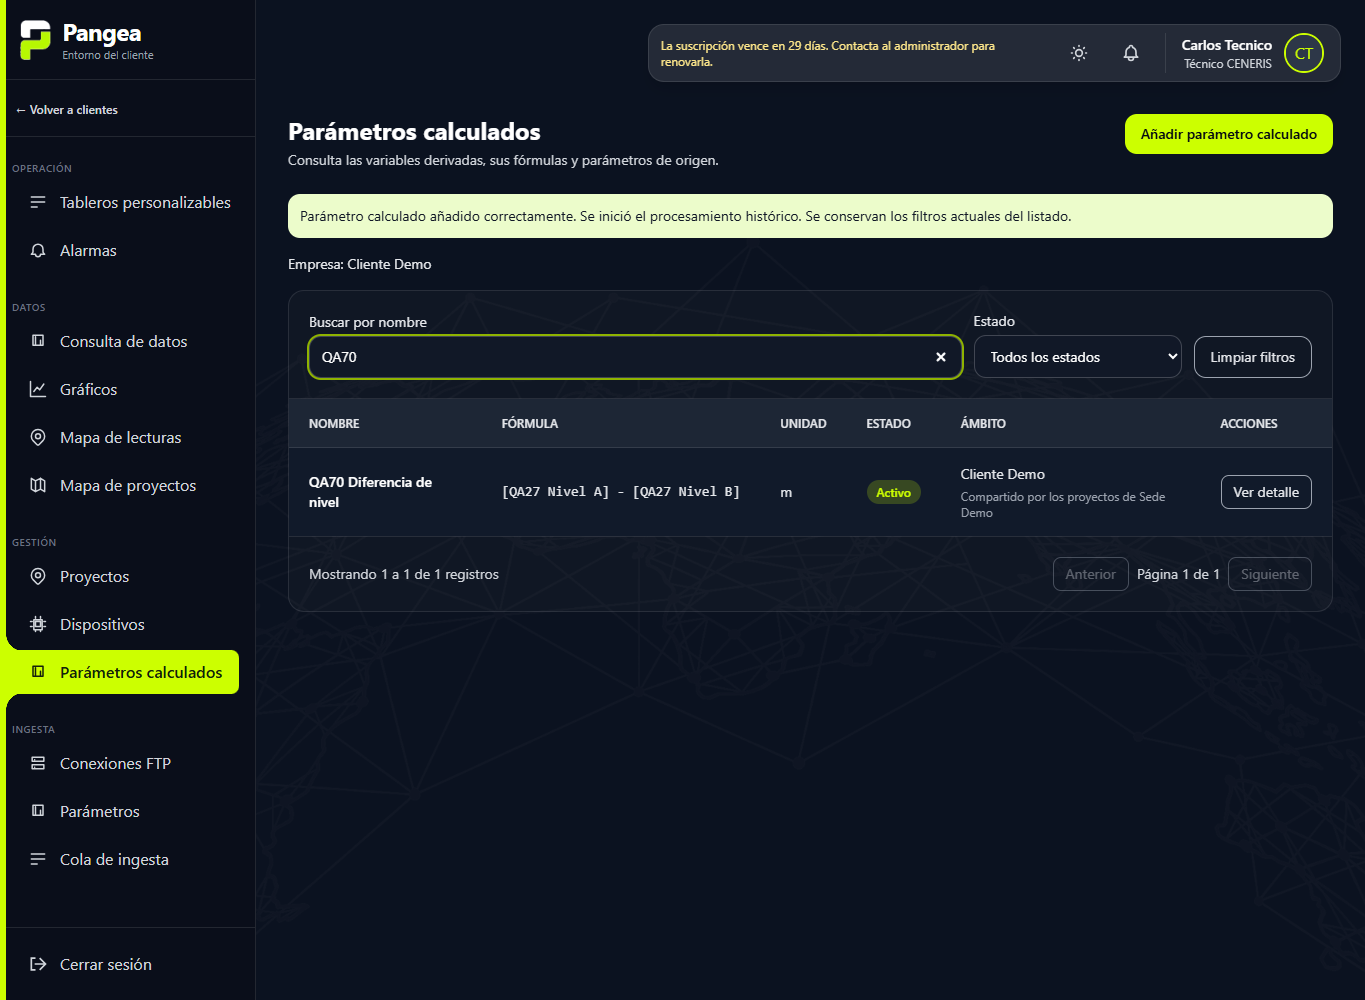 Pangea
Entorno del cliente
← Volver a clientes
OPERACIÓN
Tableros personalizables
Alarmas
DATOS
Consulta de datos
Gráficos
Mapa de lecturas
Mapa de proyectos
GESTIÓN
Proyectos
Dispositivos
Parámetros calculados
INGESTA
Conexiones FTP
Parámetros
Cola de ingesta
Cerrar sesión
La suscripción vence en 29 días. Contacta al administrador para
renovarla.
Carlos Tecnico
Técnico CENERIS
CT
Parámetros calculados
Consulta las variables derivadas, sus fórmulas y parámetros de origen.
Añadir parámetro calculado
Parámetro calculado añadido correctamente. Se inició el procesamiento histórico. Se conservan los filtros actuales del listado.
Empresa: Cliente Demo
Buscar por nombre
QA70
Estado
Todos los estados
Limpiar filtros
NOMBRE FÓRMULA UNIDAD ESTADO ÁMBITO ACCIONES
QA70 Diferencia de
nivel
[QA27 Nivel A] - [QA27 Nivel B]
m
Activo
Cliente Demo
Compartido por los proyectos de Sede
Demo
Ver detalle
Mostrando 1 a 1 de 1 registros
Anterior
Página 1 de 1
Siguiente